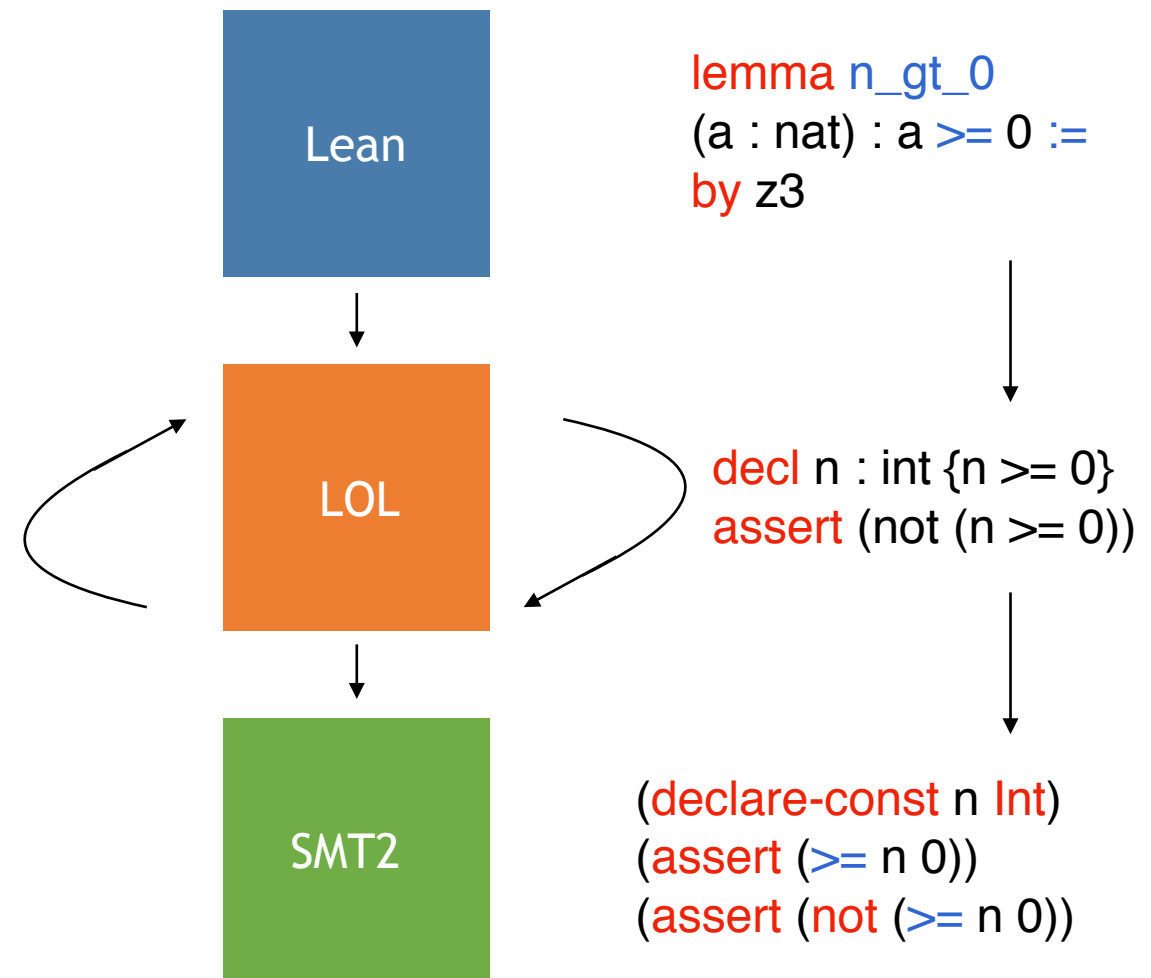 Lean
lemma n_gt_0
(a : nat) : a >= 0 :=
by z3
LOL
decl n : int {n >= 0}
assert (not (n >= 0))
SMT2
(declare-const n Int)
(assert (>= n 0))
(assert (not (>= n 0))